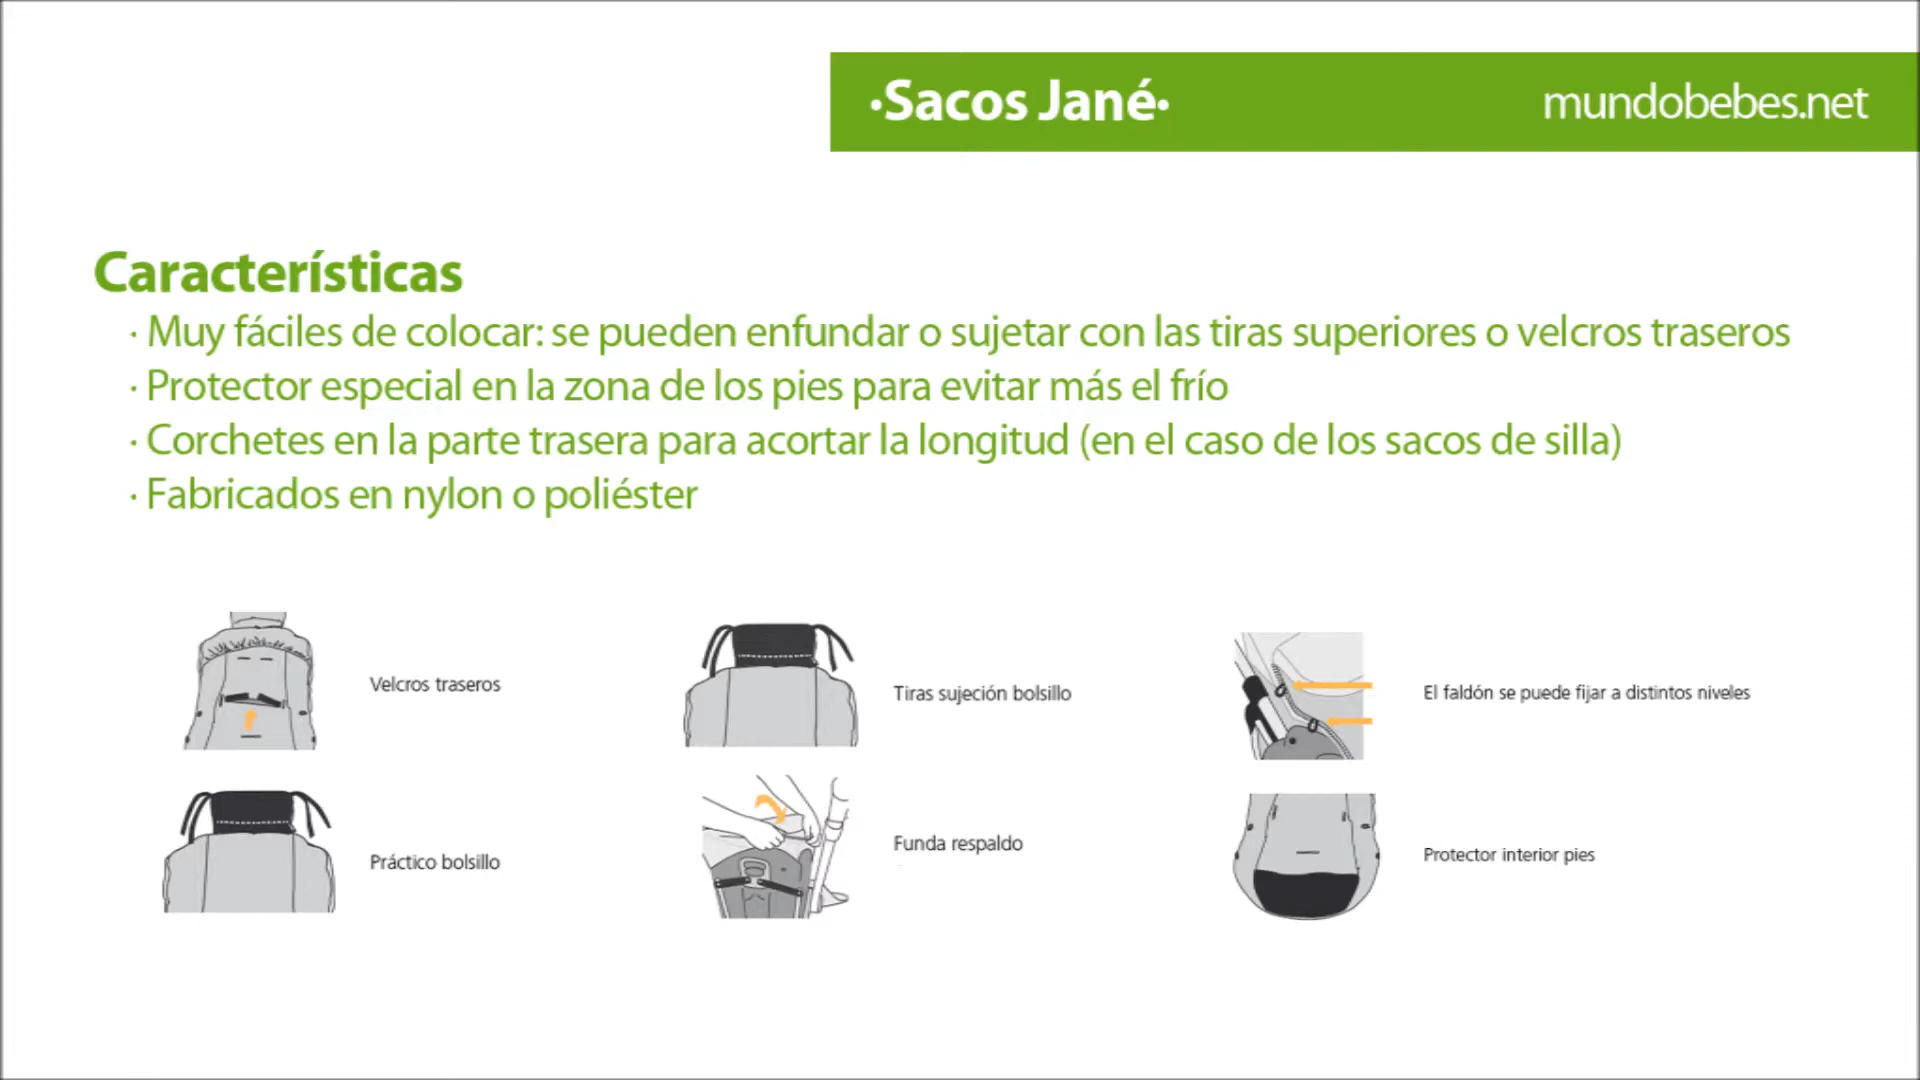 ·Sacos Jané·
mundobebes.net
Características
· Muy fáciles de colocar: se pueden enfundar o sujetar con las tiras superiores o velcros traseros
· Protector especial en la zona de los pies para evitar más el frío
· Corchetes en la parte trasera para acortar la longitud (en el caso de los sacos de silla)
· Fabricados en nylon o poliéster
Velcros traseros
Tiras sujeción bolsillo
El faldón se puede fijar a distintos niveles
Práctico bolsillo
Funda respaldo
Protector interior pies